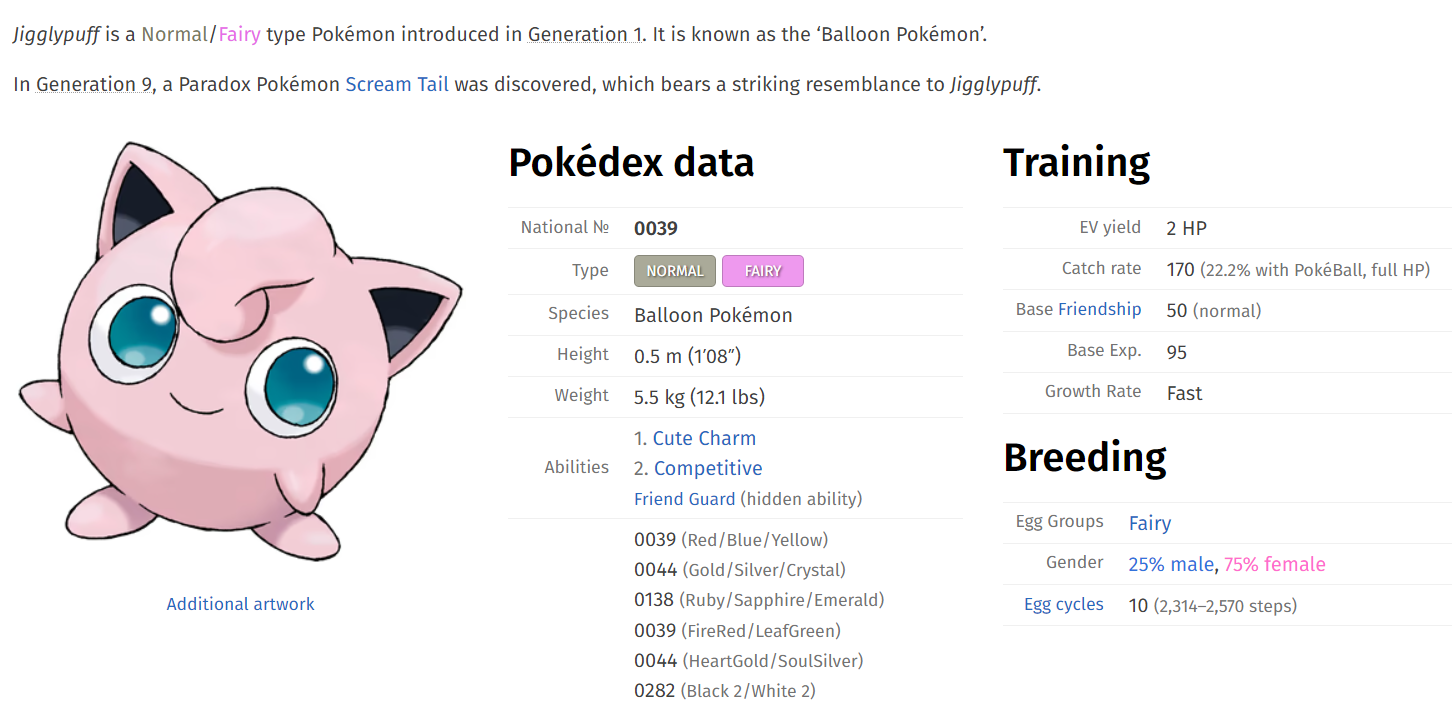 Jigglypuff is a Normal/Fairy type Pokémon introduced in Generation 1. It is known as the ‘Balloon Pokémon’.
In Generation 9, a Paradox Pokémon Scream Tail was discovered, which bears a striking resemblance to Jigglypuff.
Additional artwork
Pokédex data
National № 0039
Type NORMAL FAIRY
Species Balloon Pokémon
Height 0.5 m (1′08″)
Weight 5.5 kg (12.1 lbs)
Abilities
1. Cute Charm
2. Competitive
Friend Guard (hidden ability)
0039 (Red/Blue/Yellow)
0044 (Gold/Silver/Crystal)
0138 (Ruby/Sapphire/Emerald)
0039 (FireRed/LeafGreen)
0044 (HeartGold/SoulSilver)
0282 (Black 2/White 2)
Training
EV yield 2 HP
Catch rate 170 (22.2% with PokéBall, full HP)
Base Friendship 50 (normal)
Base Exp. 95
Growth Rate Fast
Breeding
Egg Groups Fairy
Gender 25% male, 75% female
Egg cycles 10 (2,314–2,570 steps)